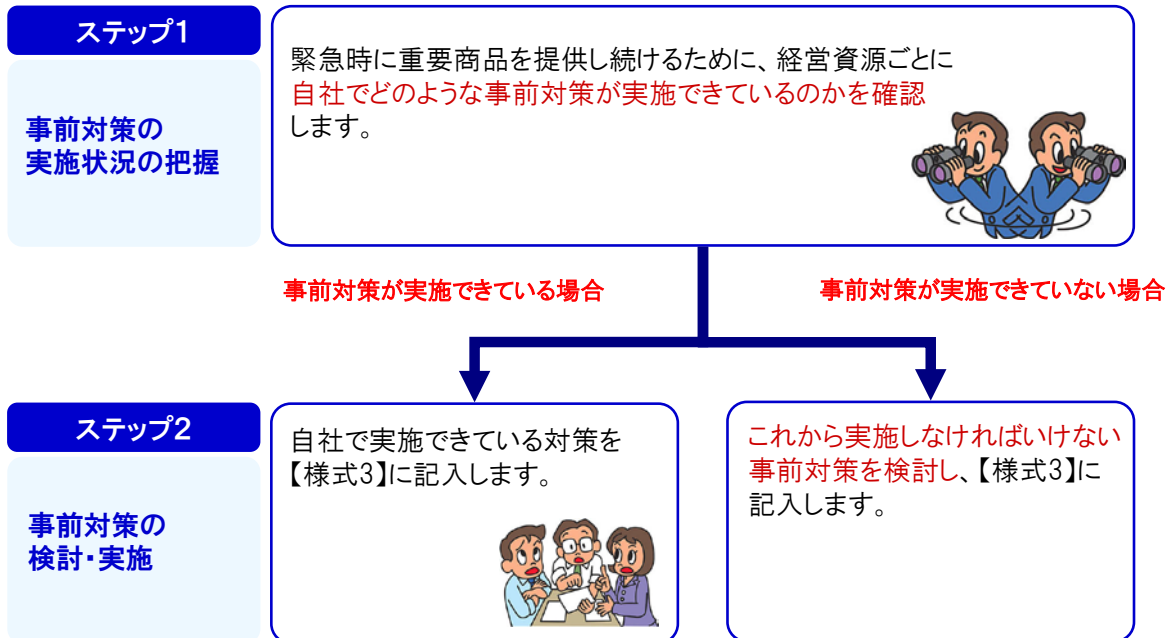 ステップ1
事前対策の
実施状況の把握
緊急時に重要商品を提供し続けるために、経営資源ごとに
自社でどのような事前対策が実施できているのかを確認
します。
事前対策が実施できている場合
事前対策が実施できていない場合
ステップ2
事前対策の
検討・実施
自社で実施できている対策を
【様式3】に記入します。
これから実施しなければいけない
事前対策を検討し、【様式3】に
記入します。